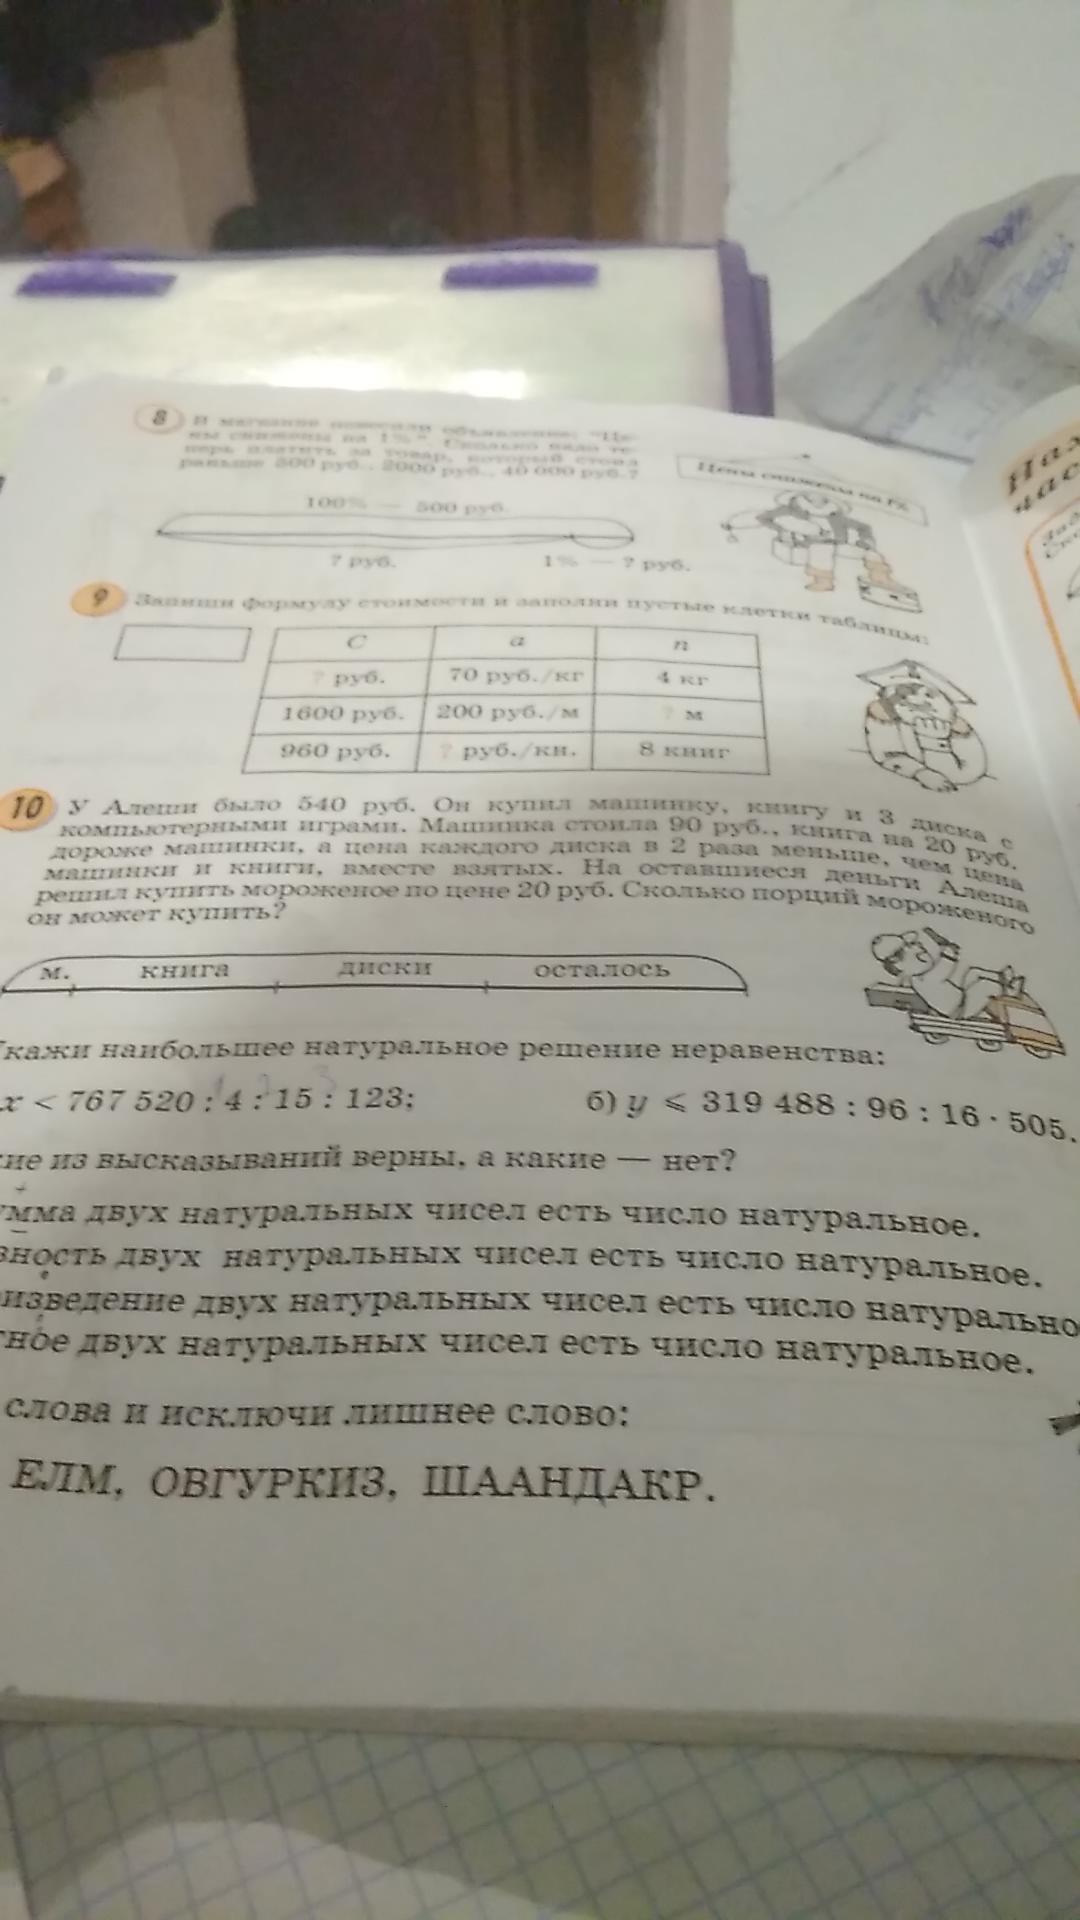 8 В магазине повесили объявление: "Це-
ны снижены на 1%". Сколько надо те-
перь платить за товар, который стоил
раньше 500 руб., 2000 руб., 40 000 руб.?
Цены снижены на 1%
100% — 500 руб.
? руб. 1% — ? руб.
9 Запиши формулу стоимости и заполни пустые клетки таблицы:
C a n
? руб. 70 руб./кг 4 кг
1600 руб. 200 руб./м ? м
960 руб. ? руб./кн. 8 книг
10 У Алеши было 540 руб. Он купил машинку, книгу и 3 диска с
компьютерными играми. Машинка стоила 90 руб., книга на 20 руб.
дороже машинки, а цена каждого диска в 2 раза меньше, чем цена
машинки и книги, вместе взятых. На оставшиеся деньги Алеша
решил купить мороженое по цене 20 руб. Сколько порций мороженого
он может купить?
м. книга диски осталось
кажи наибольшее натуральное решение неравенства:
x < 767 520 : 4 : 15 : 123; б) y ⩽ 319 488 : 96 : 16 · 505.
кие из высказываний верны, а какие — нет?
умма двух натуральных чисел есть число натуральное.
зность двух натуральных чисел есть число натуральное.
оизведение двух натуральных чисел есть число натурально
тное двух натуральных чисел есть число натуральное.
слова и исключи лишнее слово:
ЕЛМ, ОВГУРКИЗ, ШААНДАКР.